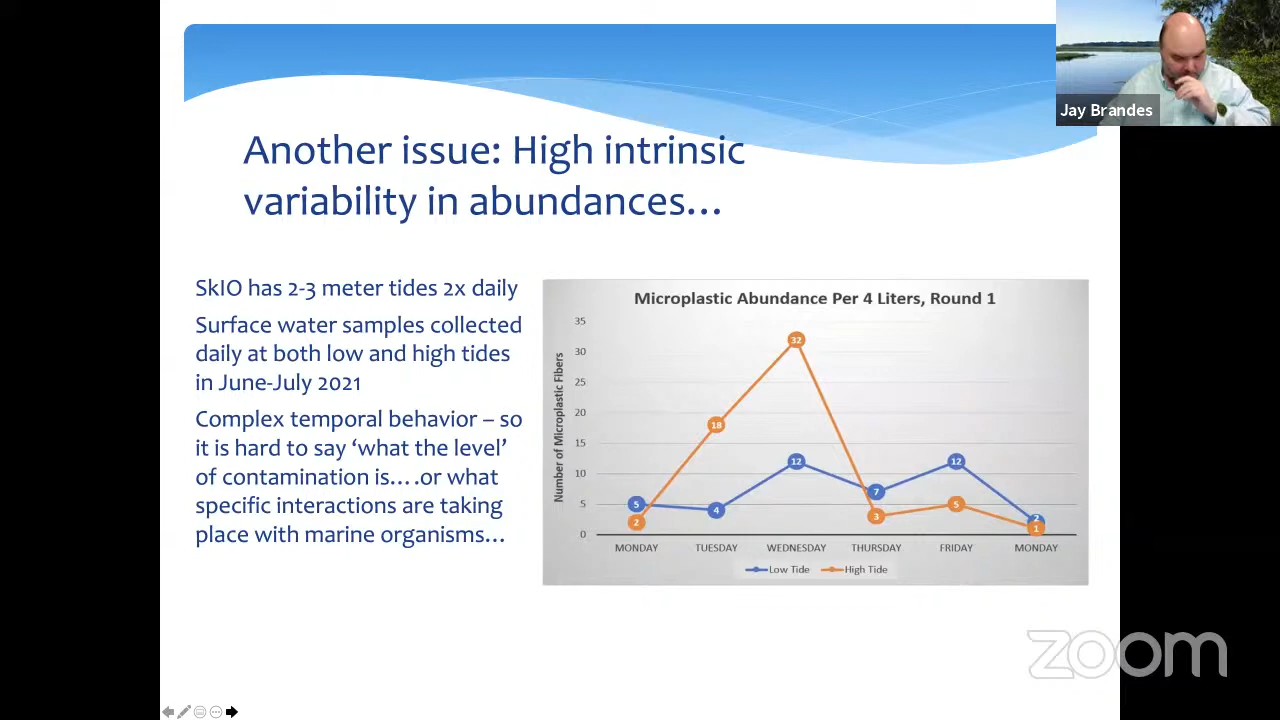 Jay Brandes
Another issue: High intrinsic
variability in abundances…
SkIO has 2-3 meter tides 2x daily
Surface water samples collected
daily at both low and high tides
in June-July 2021
Complex temporal behavior – so
it is hard to say ‘what the level’
of contamination is….or what
specific interactions are taking
place with marine organisms…
Microplastic Abundance Per 4 Liters, Round 1
Number of Microplastic Fibers
35
30
25
20
15
10
5
0
5
4
12
7
12
2
2
18
32
3
5
1
MONDAY TUESDAY WEDNESDAY THURSDAY FRIDAY MONDAY
Low Tide High Tide
zoom